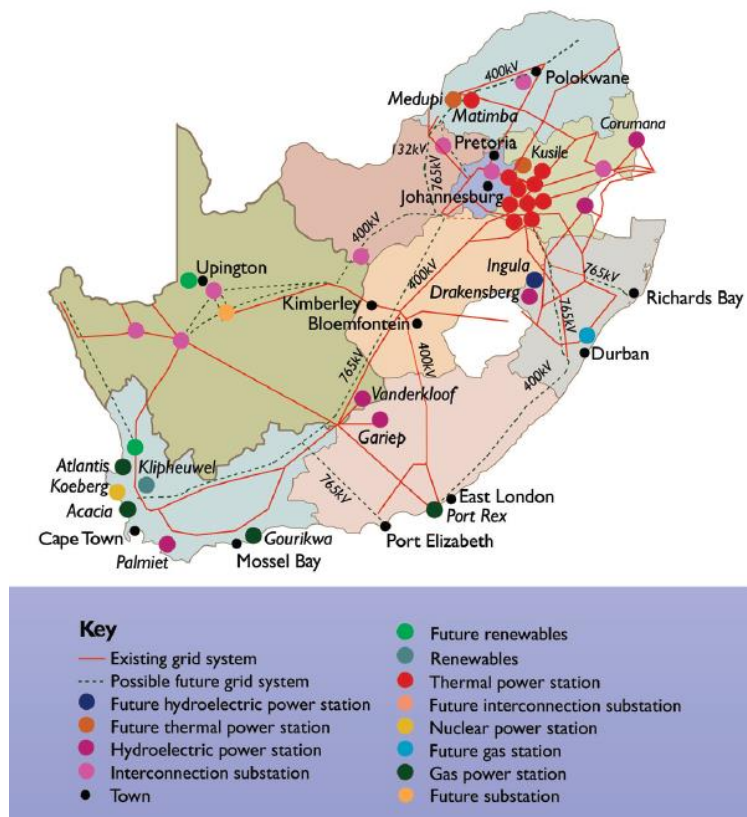 400kV
Polokwane
Medupi
Matimba
Corumana
Pretoria
132kV
Kusile
765kV
Johannesburg
400kV
400kV
Upington
Ingula
765kV
Drakensberg
Richards Bay
Kimberley
Bloemfontein
765kV
Durban
765kV
400kV
400kV
Vanderkloof
Gariep
Atlantis
Klipheuwel
Koeberg
765kV
East London
Acacia
Port Rex
Cape Town
Gourikwa
Port Elizabeth
Palmiet
Mossel Bay
Key
Existing grid system
Possible future grid system
Future hydroelectric power station
Future thermal power station
Hydroelectric power station
Interconnection substation
Town
Future renewables
Renewables
Thermal power station
Future interconnection substation
Nuclear power station
Future gas station
Gas power station
Future substation